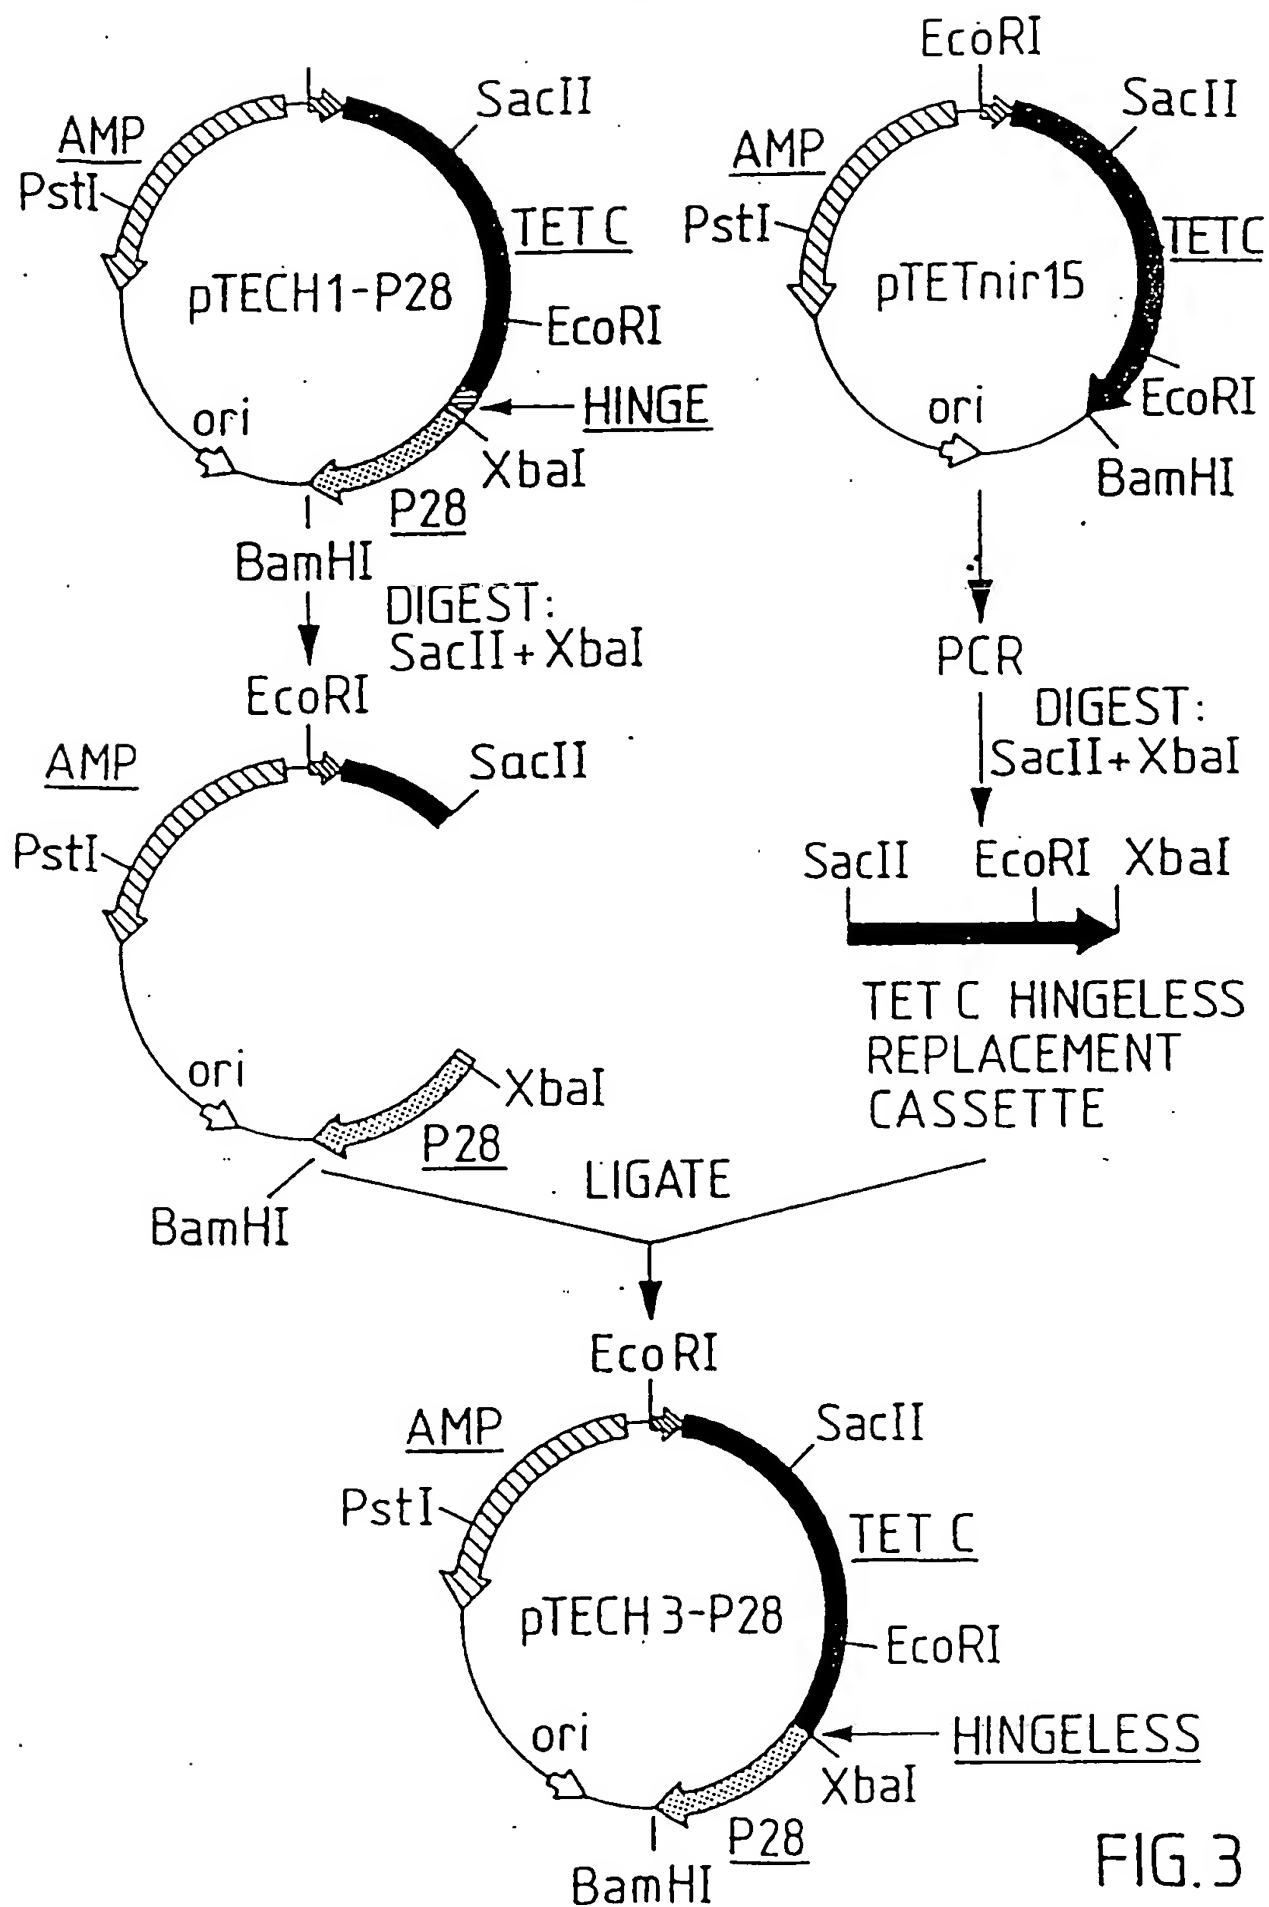 EcoRI
SacII
AMP
PstI
TET C
pTECH1-P28
EcoRI
HINGE
ori
XbaI
P28
BamHI
SacII
AMP
PstI
TETC
pTETnir15
EcoRI
ori
BamHI
DIGEST:
SacII+XbaI
PCR
DIGEST:
SacII+XbaI
EcoRI
AMP
SacII
PstI
ori
XbaI
P28
BamHI
SacII EcoRI XbaI
TET C HINGELESS
REPLACEMENT
CASSETTE
LIGATE
EcoRI
AMP
SacII
PstI
TET C
pTECH3-P28
EcoRI
ori
HINGELESS
XbaI
P28
BamHI
FIG.3